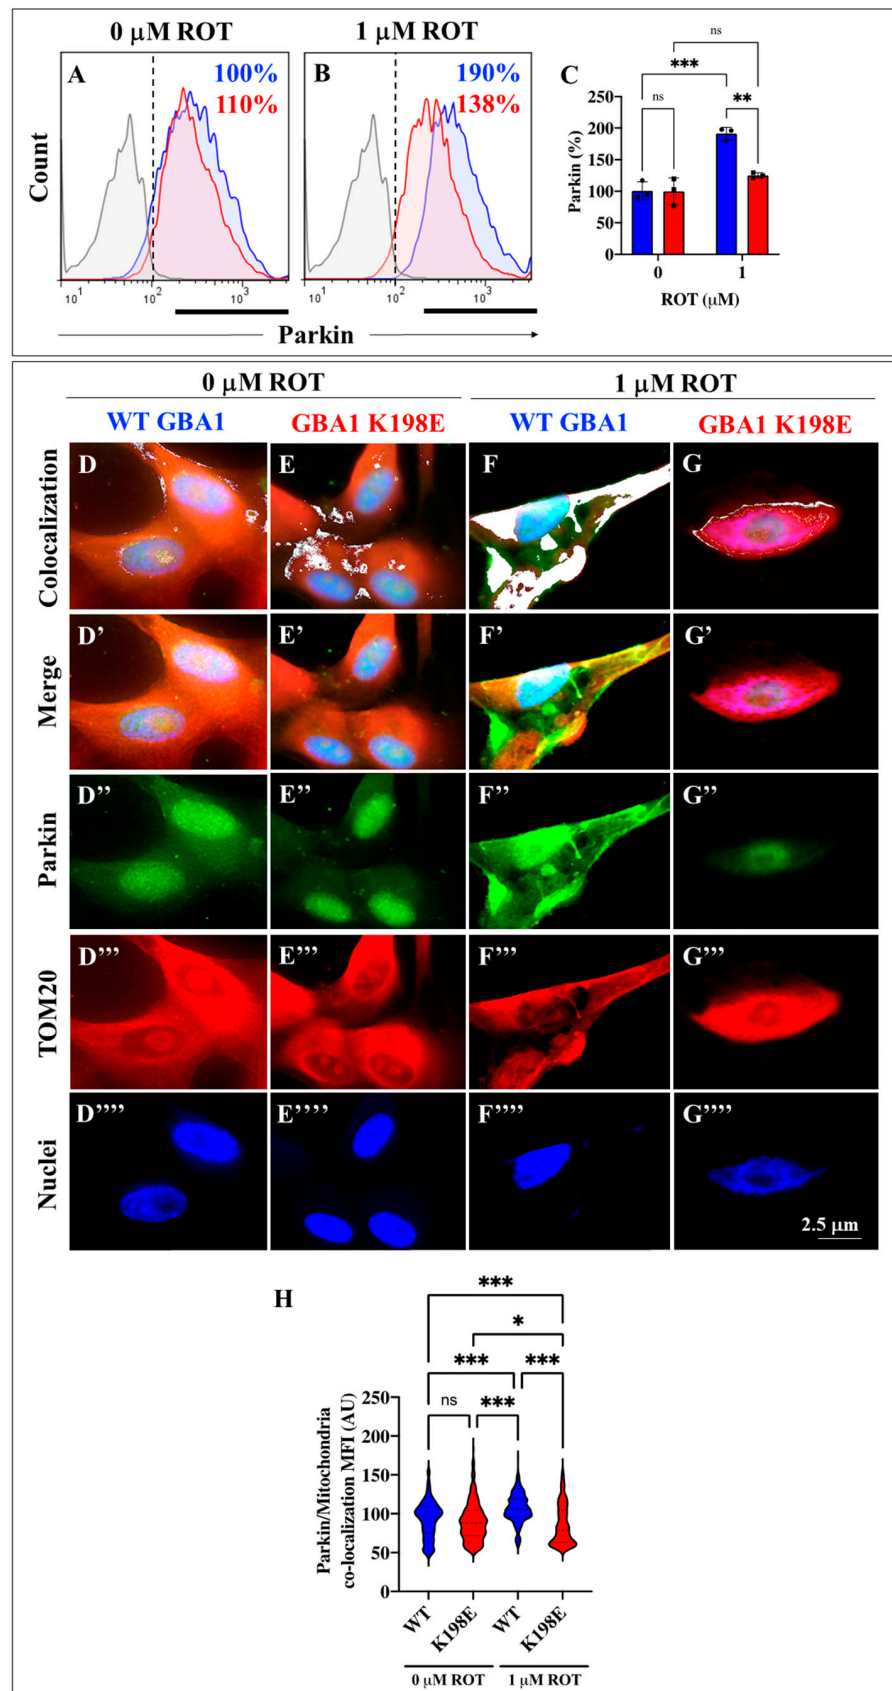 0 μM ROT 1 μM ROT
A 100%
110%
B 190%
138%
Count
10¹ 10² 10³
10¹ 10² 10³
Parkin
C
ns
***
ns **
Parkin (%)
250
200
150
100
50
0
0 1
ROT (μM)
0 μM ROT 1 μM ROT
WT GBA1 GBA1 K198E WT GBA1 GBA1 K198E
Colocalization
D E F G
Merge
D’ E’ F’ G’
Parkin
D’’ E’’ F’’ G’’
TOM20
D’’’ E’’’ F’’’ G’’’
Nuclei
D’’’’ E’’’’ F’’’’ G’’’’
2.5 μm
H
***
*
*** ***
ns ***
Parkin/Mitochondria
co-localization MFI (AU)
250
200
150
100
50
0
WT K198E WT K198E
0 μM ROT 1 μM ROT